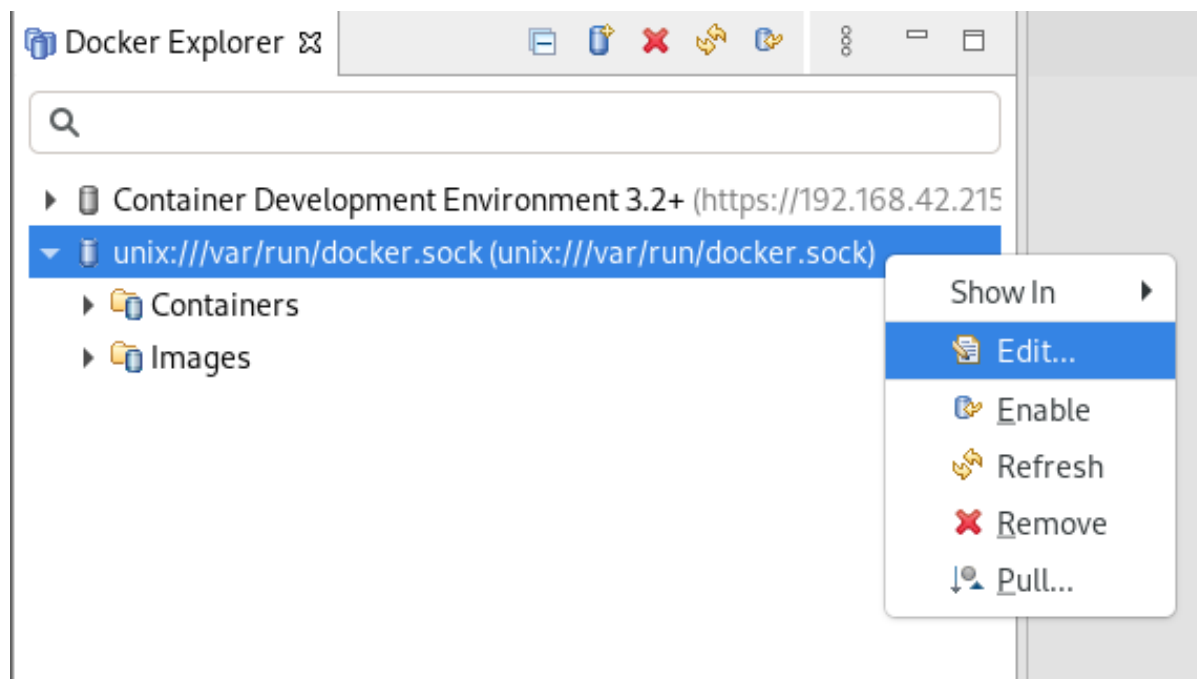 Docker Explorer
Container Development Environment 3.2+ (https://192.168.42.215
unix:///var/run/docker.sock (unix:///var/run/docker.sock)
Containers
Images
Show In
Edit...
Enable
Refresh
Remove
Pull...